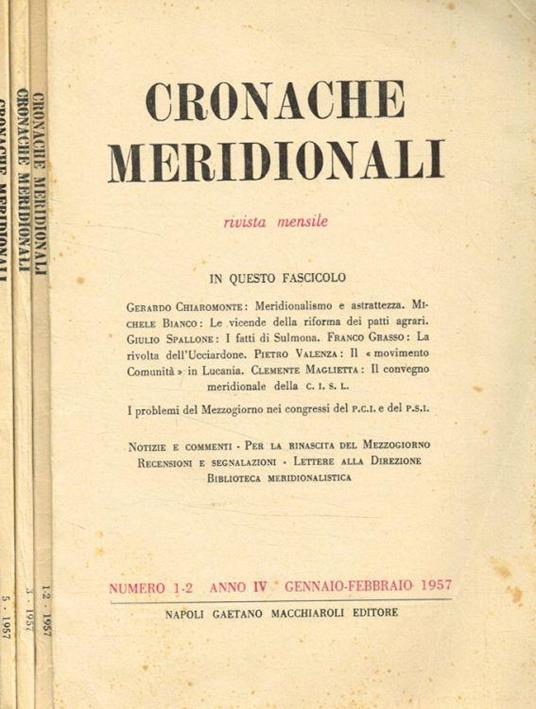 CRONACHE
MERIDIONALI
rivista mensile
IN QUESTO FASCICOLO
GERARDO CHIAROMONTE: Meridionalismo e astrattezza. MI-
CHELE BIANCO: Le vicende della riforma dei patti agrari.
GIULIO SPALLONE: I fatti di Sulmona. FRANCO GRASSO: La
rivolta dell'Ucciardone. PIETRO VALENZA: Il « movimento
Comunità » in Lucania. CLEMENTE MAGLIETTA: Il convegno
meridionale della C. I. S. L.
I problemi del Mezzogiorno nei congressi del P.C.I. e del P.S.I.
NOTIZIE E COMMENTI - PER LA RINASCITA DEL MEZZOGIORNO
RECENSIONI E SEGNALAZIONI - LETTERE ALLA DIREZIONE
BIBLIOTECA MERIDIONALISTICA
NUMERO 1-2 ANNO IV GENNAIO-FEBBRAIO 1957
NAPOLI GAETANO MACCHIAROLI EDITORE
CRONACHE MERIDIONALI
1-2 · 1957
CRONACHE MERIDIONALI
3 · 1957
CRONACHE MERIDIONALI
5 · 1957